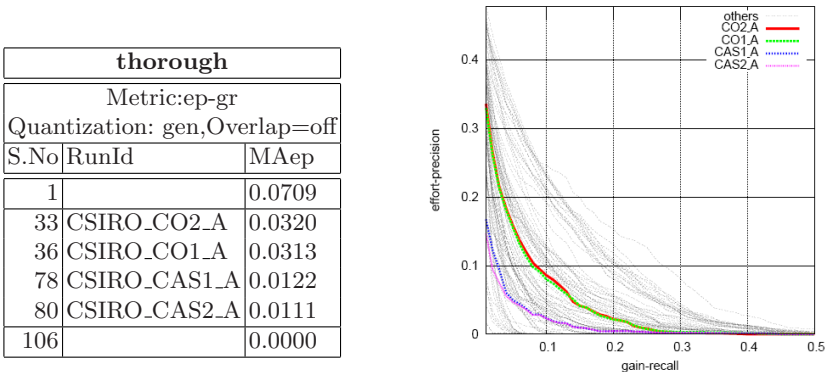 thorough
Metric:ep-gr
Quantization: gen,Overlap=off
S.No RunId MAep
1 0.0709
33 CSIRO_CO2_A 0.0320
36 CSIRO_CO1_A 0.0313
78 CSIRO_CAS1_A 0.0122
80 CSIRO_CAS2_A 0.0111
106 0.0000
others
CO2_A
CO1_A
CAS1_A
CAS2_A
effort-precision
0.4
0.3
0.2
0.1
0
0.1 0.2 0.3 0.4 0.5
gain-recall